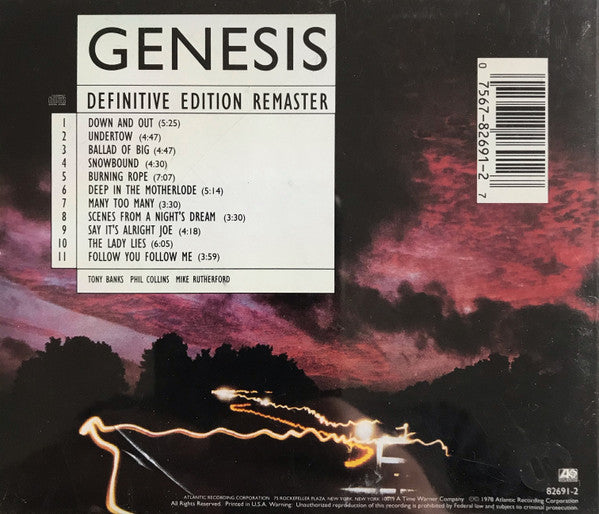 GENESIS
DEFINITIVE EDITION REMASTER
1 DOWN AND OUT (5:25)
2 UNDERTOW (4:47)
3 BALLAD OF BIG (4:47)
4 SNOWBOUND (4:30)
5 BURNING ROPE (7:07)
6 DEEP IN THE MOTHERLODE (5:14)
7 MANY TOO MANY (3:30)
8 SCENES FROM A NIGHT'S DREAM (3:30)
9 SAY IT'S ALRIGHT JOE (4:18)
10 THE LADY LIES (6:05)
11 FOLLOW YOU FOLLOW ME (3:59)
TONY BANKS PHIL COLLINS MIKE RUTHERFORD
0 7567-82691-2 7
82691-2
ATLANTIC RECORDING CORPORATION 75 ROCKEFELLER PLAZA, NEW YORK, NEW YORK 10019 A Time Warner Company ©℗ 1978 Atlantic Recording Corporation
All Rights Reserved. Printed in U.S.A. Warning: Unauthorized reproduction of this recording is prohibited by Federal law and subject to criminal prosecution.